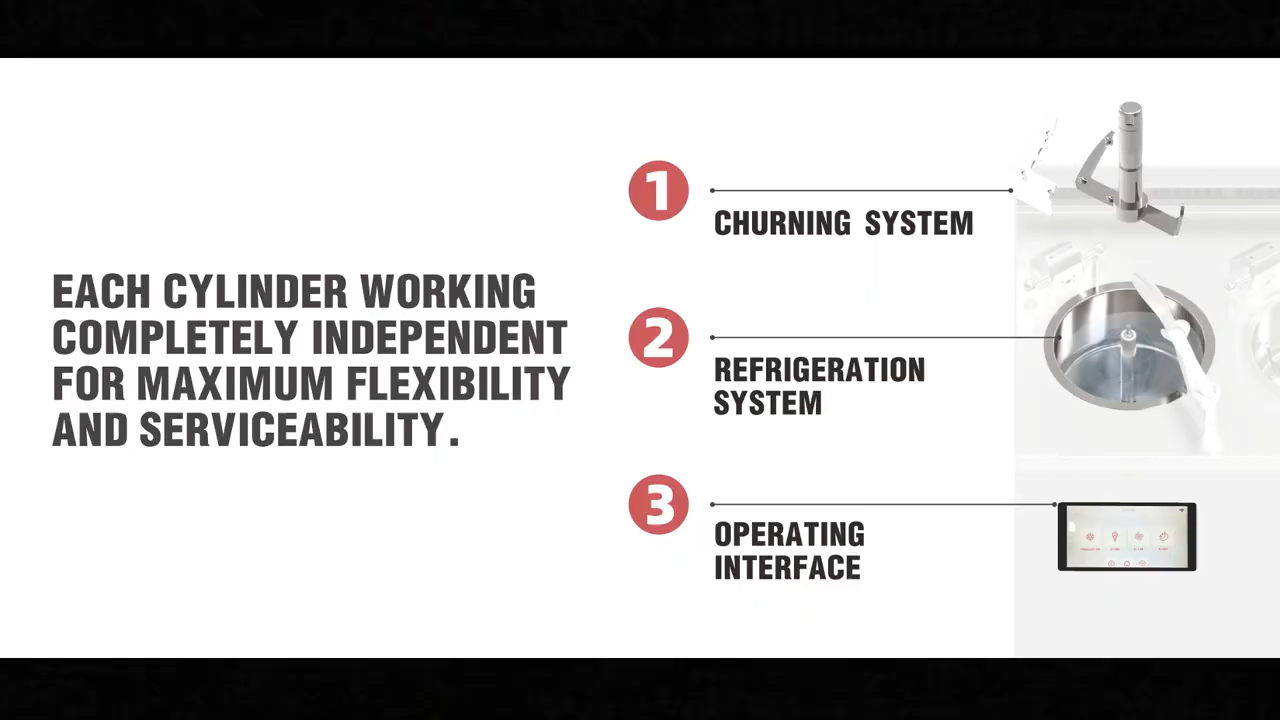 EACH CYLINDER WORKING
COMPLETELY INDEPENDENT
FOR MAXIMUM FLEXIBILITY
AND SERVICEABILITY.
1
CHURNING SYSTEM
2
REFRIGERATION
SYSTEM
3
OPERATING
INTERFACE